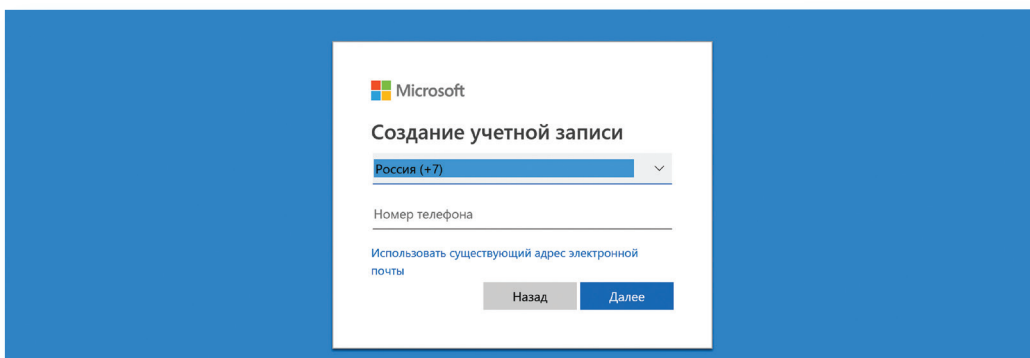 Microsoft
Создание учетной записи
Россия (+7)
Номер телефона
Использовать существующий адрес электронной
почты
Назад
Далее